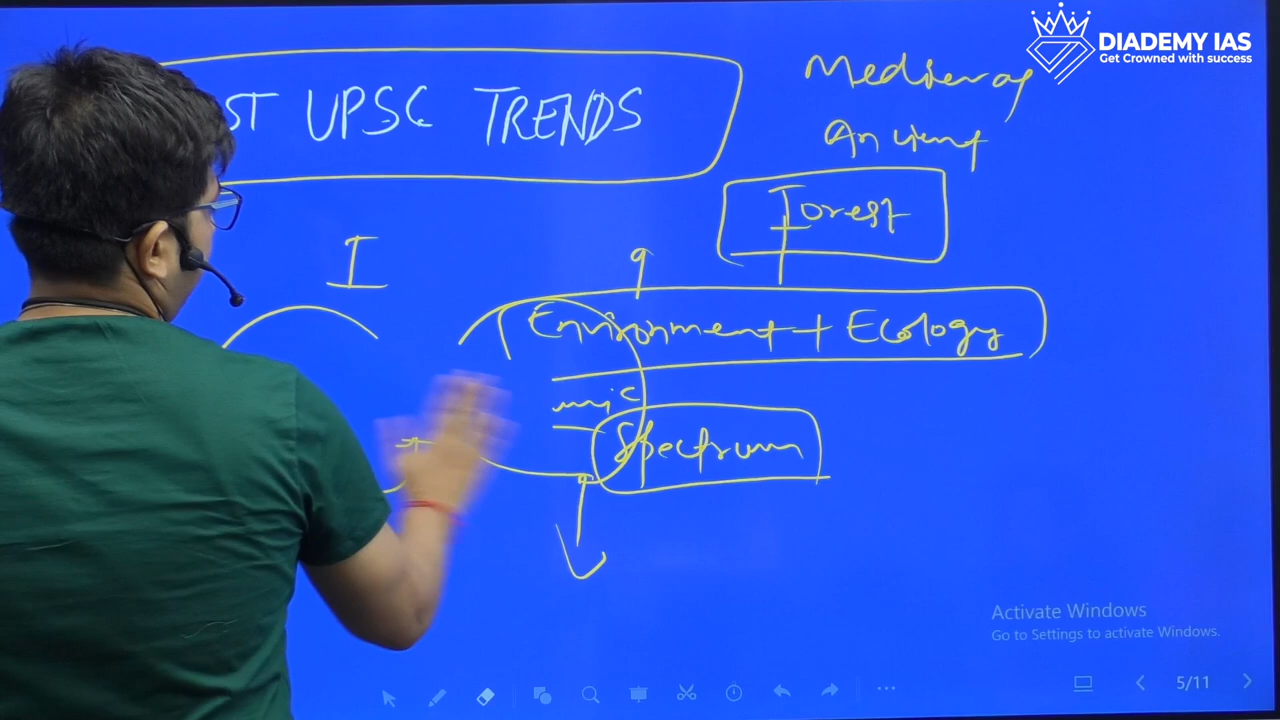 DIADEMY IAS
Get Crowned with success
ST UPSC TRENDS
Medieval
Ancient
Forest
I
Environment + Ecology
Spectrum
Activate Windows
Go to Settings to activate Windows.
5/11